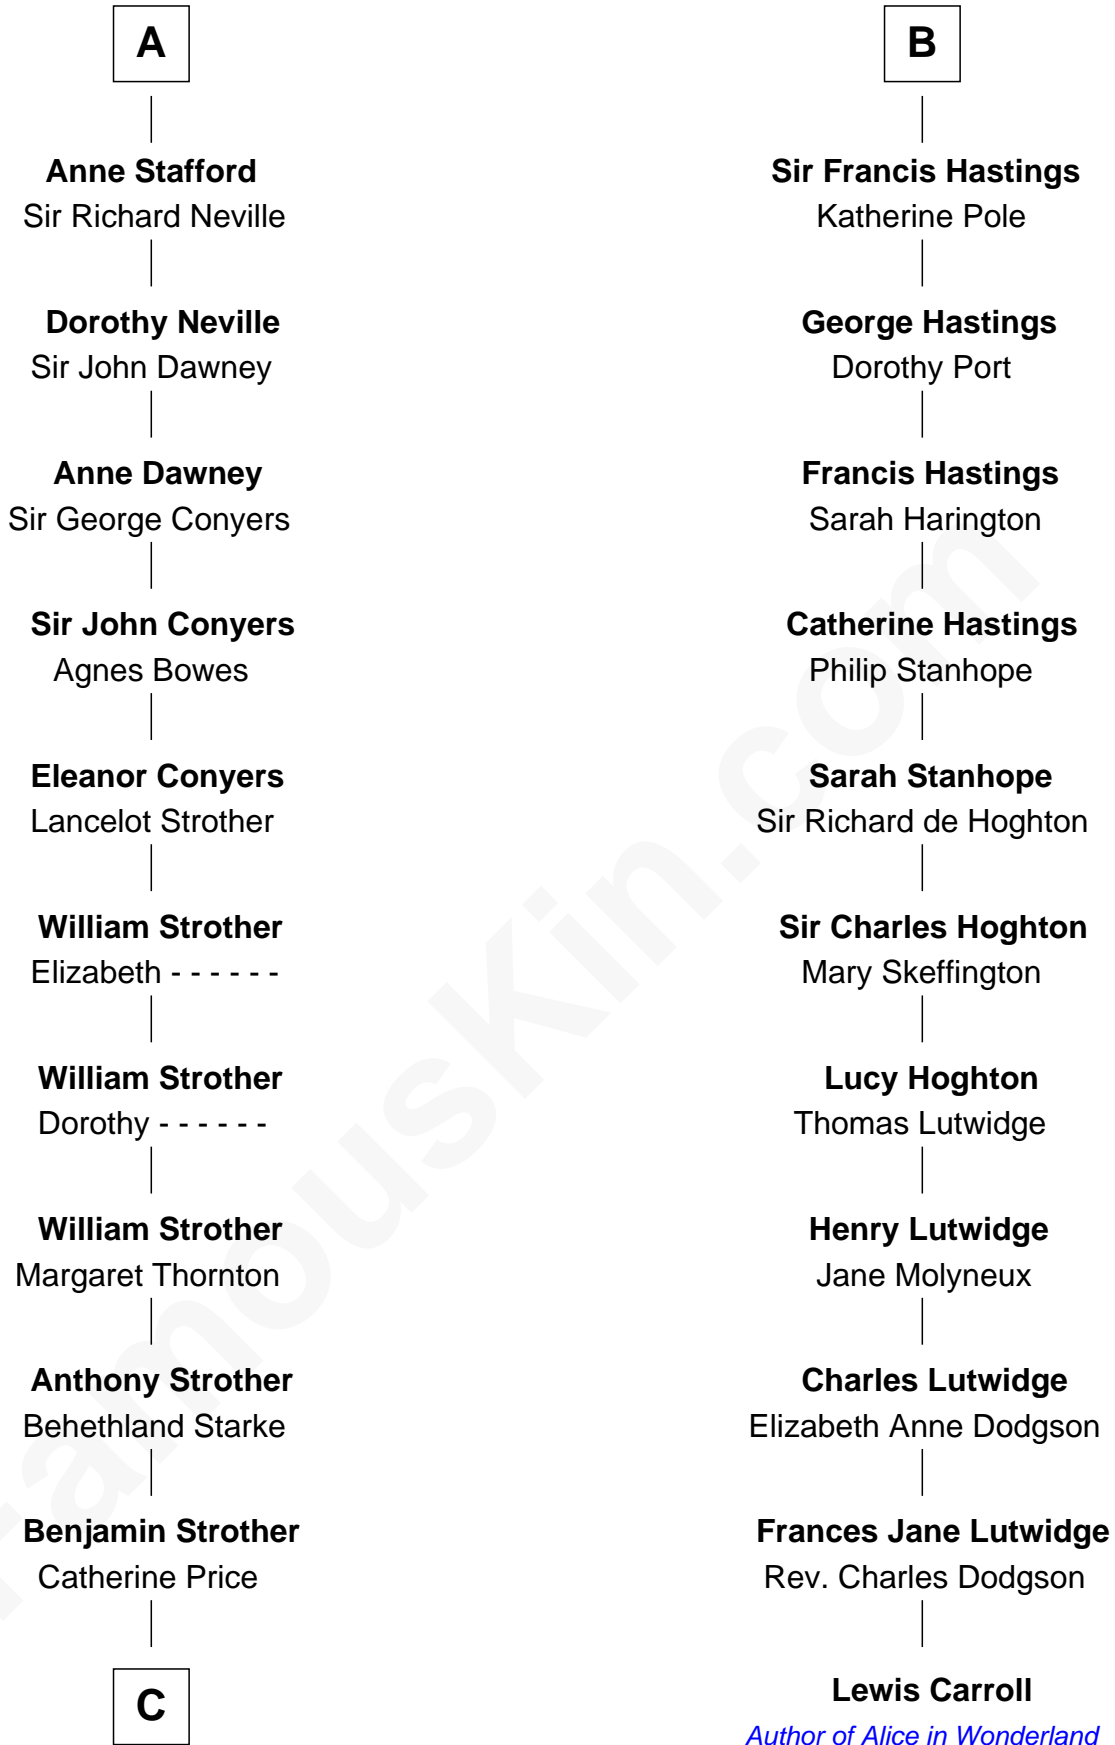 A
Anne Stafford
Sir Richard Neville
Dorothy Neville
Sir John Dawney
Anne Dawney
Sir George Conyers
Sir John Conyers
Agnes Bowes
Eleanor Conyers
Lancelot Strother
William Strother
Elizabeth - - - - - -
William Strother
Dorothy - - - - - -
William Strother
Margaret Thornton
Anthony Strother
Behethland Starke
Benjamin Strother
Catherine Price
C
B
Sir Francis Hastings
Katherine Pole
George Hastings
Dorothy Port
Francis Hastings
Sarah Harington
Catherine Hastings
Philip Stanhope
Sarah Stanhope
Sir Richard de Hoghton
Sir Charles Hoghton
Mary Skeffington
Lucy Hoghton
Thomas Lutwidge
Henry Lutwidge
Jane Molyneux
Charles Lutwidge
Elizabeth Anne Dodgson
Frances Jane Lutwidge
Rev. Charles Dodgson
Lewis Carroll
Author of Alice in Wonderland
FamousKin.com